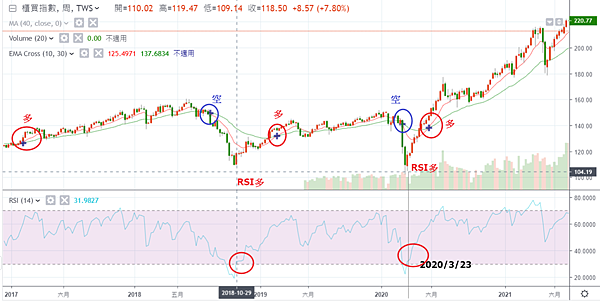 櫃買指數, 周, TWS 開=110.02 高=119.47 低=109.14 收=118.50 +8.57 (+7.80%)
MA (40, close, 0)
Volume (20) 0.00 不適用
EMA Cross (10, 30) 125.4971 137.6834 不適用
220.77
200.00
180.00
160.00
140.00
120.00
104.19
多
空
多
空
多
RSI多
RSI多
RSI (14) 31.9827
80.0000
60.0000
40.0000
20.0000
2020/3/23
2017 六月 2018 五月 2018-10-29 2019 六月 2020 六月 2021 六月